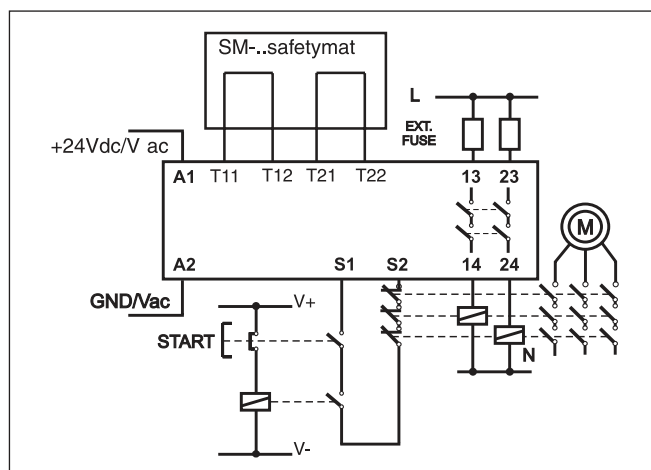 SM-..safetymat
L
EXT.
FUSE
+24Vdc/V ac
A1 T11 T12 T21 T22 13 23
M
A2 S1 S2 14 24
GND/Vac
V+
START
N
V-